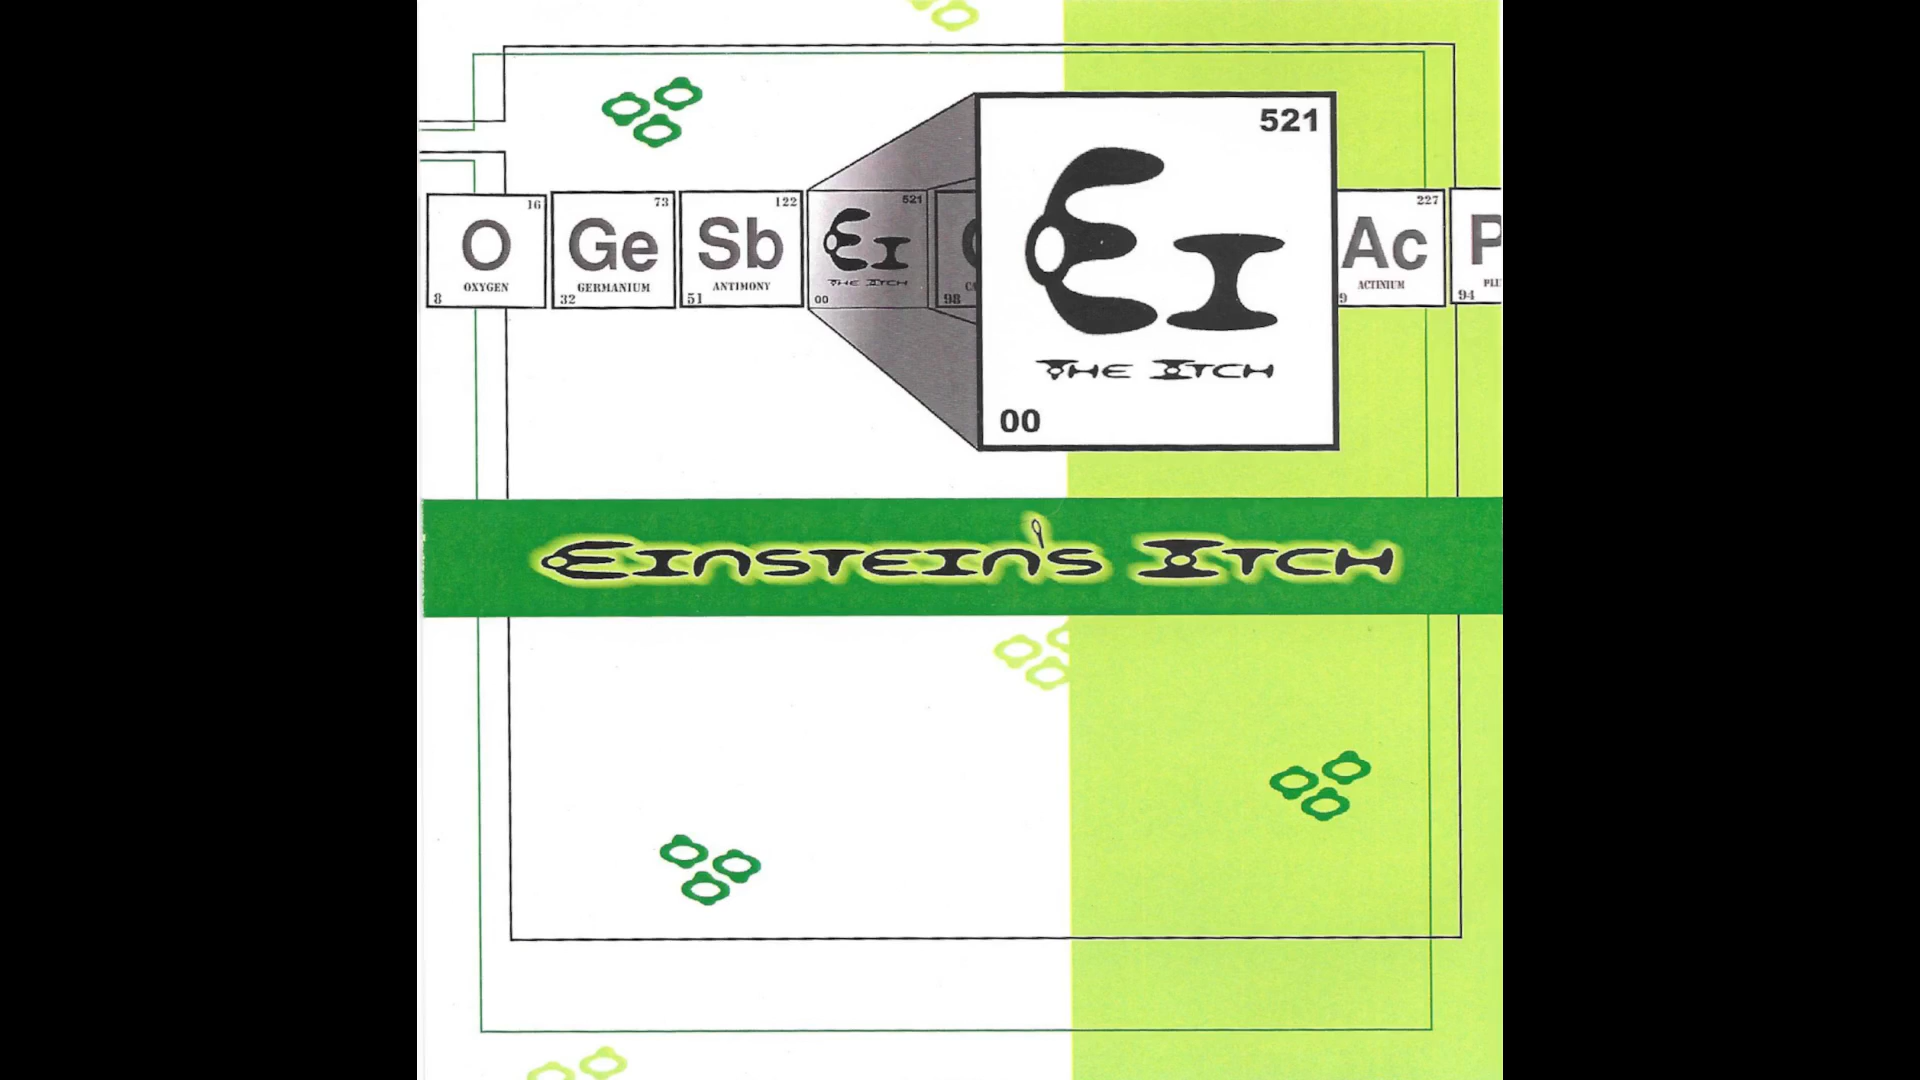 521
EI
THE ITCH
00
16
O
OXYGEN
8
73
Ge
GERMANIUM
32
122
Sb
ANTIMONY
51
521
EI
THE ITCH
00
98
227
Ac
ACTINIUM
9
P
94
EINSTEIN'S ITCH